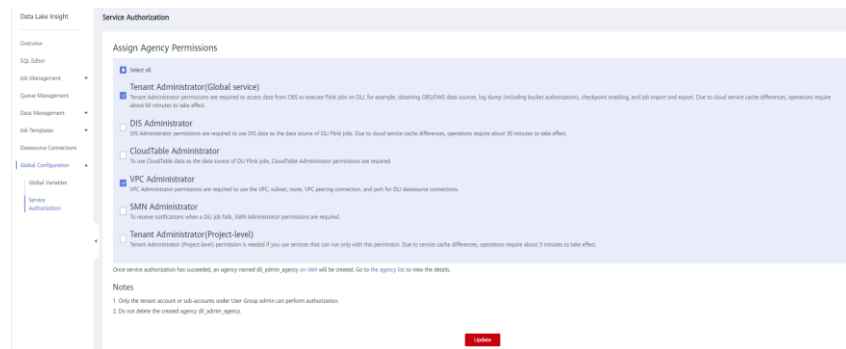 Data Lake Insight
Service Authorization
Overview
SQL Editor
Job Management
Queue Management
Data Management
Job Templates
Datasource Connections
Global Configuration
Global Variables
Service
Authorization
Assign Agency Permissions
Select all
Tenant Administrator(Global service)
Tenant Administrator permissions are required to access data from OBS to execute Flink jobs on DLI, for example, obtaining OBS/DWS data sources, log dump (including bucket authorization), checkpoint enabling, and job import and export. Due to cloud service cache differences, operations require
about 60 minutes to take effect.
DIS Administrator
DIS Administrator permissions are required to use DIS data as the data source of DLI Flink jobs. Due to cloud service cache differences, operations require about 30 minutes to take effect.
CloudTable Administrator
To use CloudTable data as the data source of DLI Flink jobs, CloudTable Administrator permissions are required.
VPC Administrator
VPC Administrator permissions are required to use the VPC, subnet, route, VPC peering connection, and port for DLI datasource connections.
SMN Administrator
To receive notifications when a DLI job fails, SMN Administrator permissions are required.
Tenant Administrator(Project-level)
Tenant Administrator (Project-level) permission is needed if you use services that can run only with this permission. Due to service cache differences, operations require about 3 minutes to take effect.
Once service authorization has succeeded, an agency named dli_admin_agency on IAM will be created. Go to the agency list to view the details.
Notes
1. Only the tenant account or sub-accounts under User Group admin can perform authorization.
2. Do not delete the created agency dli_admin_agency.
Update